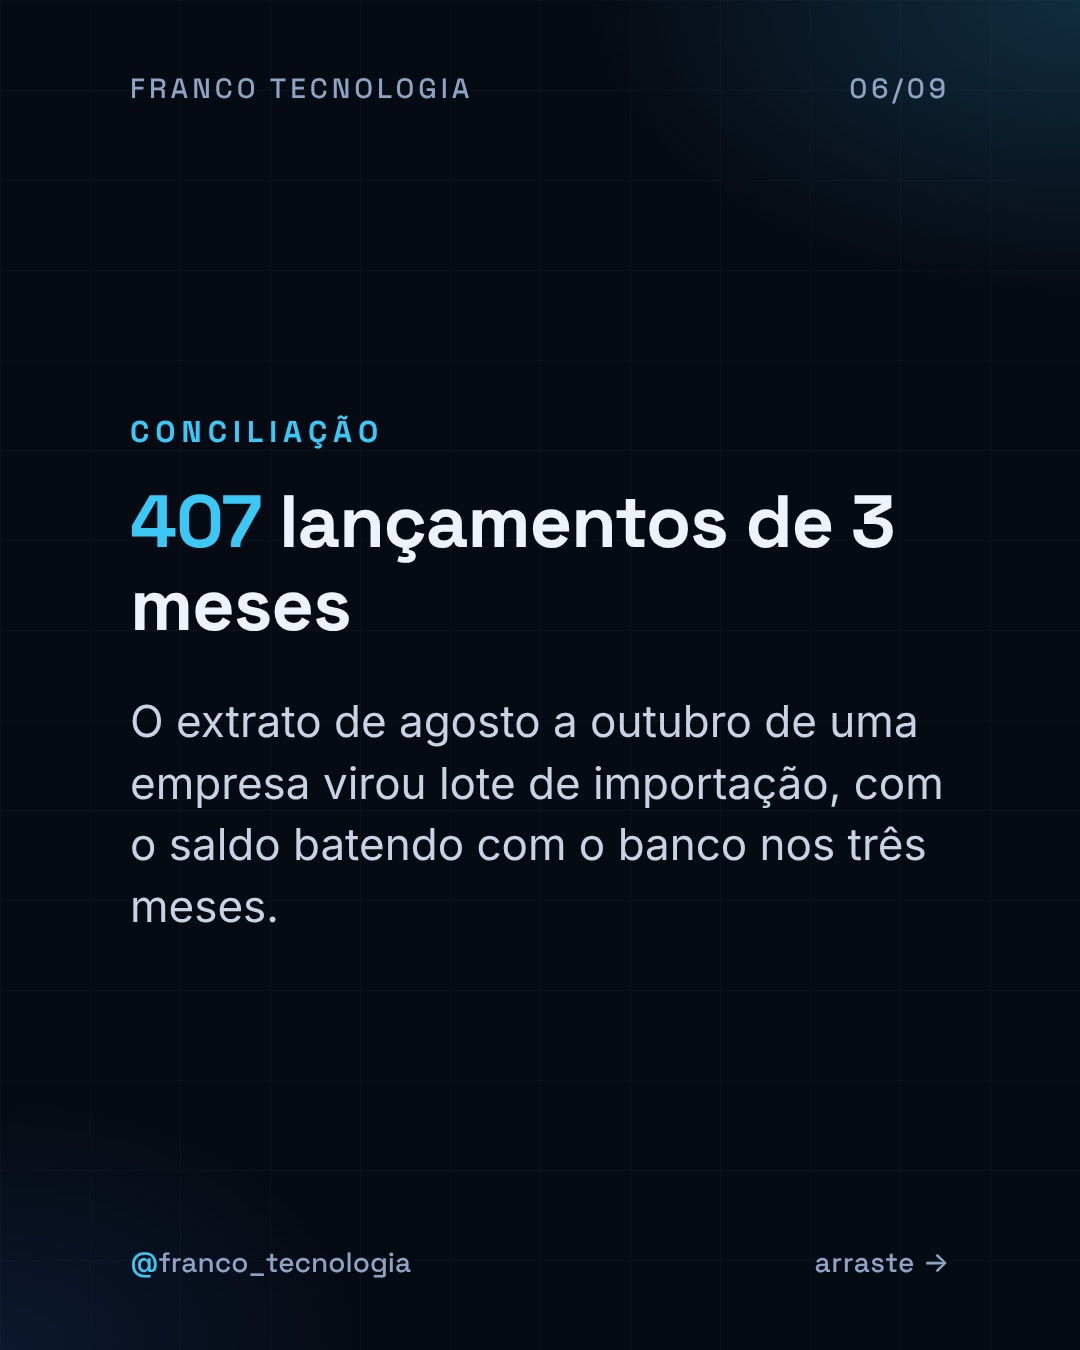 FRANCO TECNOLOGIA
06/09
CONCILIAÇÃO
407 lançamentos de 3
meses
O extrato de agosto a outubro de uma
empresa virou lote de importação, com
o saldo batendo com o banco nos três
meses.
@franco_tecnologia
arraste →